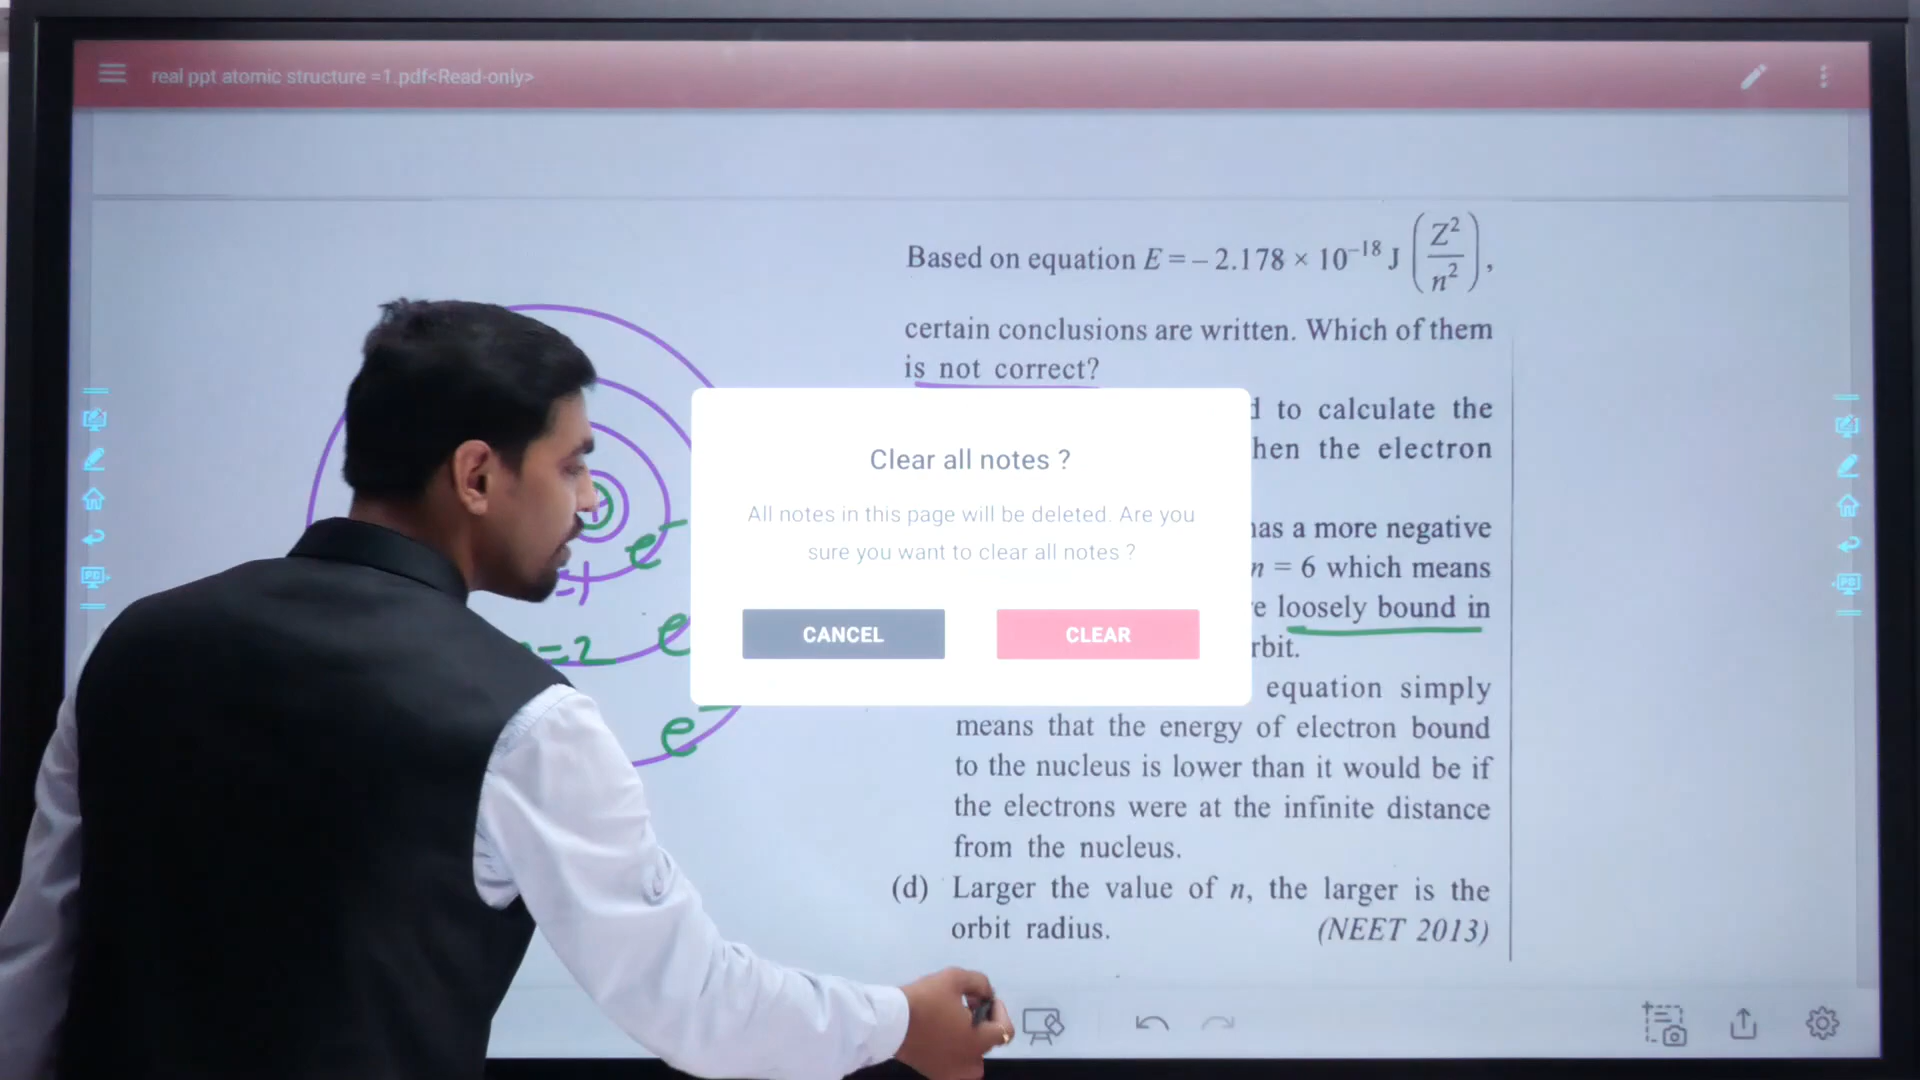 real ppt atomic structure =1.pdf<Read-only>
Based on equation E = – 2.178 × 10⁻¹⁸ J (Z²/n²),
certain conclusions are written. Which of them
is not correct?
to calculate the
the electron
has a more negative
n = 6 which means
loosely bound in
equation simply
means that the energy of electron bound
to the nucleus is lower than it would be if
the electrons were at the infinite distance
from the nucleus.
(d) Larger the value of n, the larger is the
orbit radius. (NEET 2013)
Clear all notes ?
All notes in this page will be deleted. Are you
sure you want to clear all notes ?
CANCEL
CLEAR
e⁻
=1
=2
e
e⁻
PC
PC